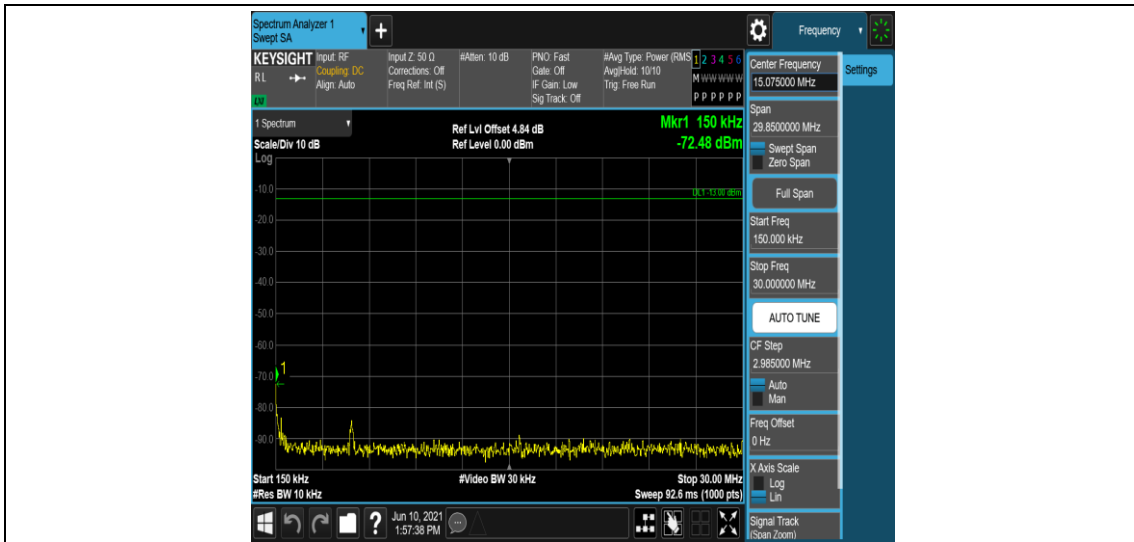 Spectrum Analyzer 1
Swept SA
Frequency
KEYSIGHT
RL
LXI
Input: RF
Coupling: DC
Align: Auto
Input Z: 50 Ω
Corrections: Off
Freq Ref: Int (S)
#Atten: 10 dB
PNO: Fast
Gate: Off
IF Gain: Low
Sig Track: Off
#Avg Type: Power (RMS
Avg|Hold: 10/10
Trig: Free Run
1 2 3 4 5 6
M W W W W W
P P P P P P
1 Spectrum
Scale/Div 10 dB
Log
Ref Lvl Offset 4.84 dB
Ref Level 0.00 dBm
Mkr1 150 kHz
-72.48 dBm
DL1 -13.00 dBm
-10.0
-20.0
-30.0
-40.0
-50.0
-60.0
-70.0
-80.0
-90.0
1
Start 150 kHz
#Res BW 10 kHz
#Video BW 30 kHz
Stop 30.00 MHz
Sweep 92.6 ms (1000 pts)
Jun 10, 2021
1:57:38 PM
Center Frequency
15.075000 MHz
Settings
Span
29.8500000 MHz
Swept Span
Zero Span
Full Span
Start Freq
150.000 kHz
Stop Freq
30.000000 MHz
AUTO TUNE
CF Step
2.985000 MHz
Auto
Man
Freq Offset
0 Hz
X Axis Scale
Log
Lin
Signal Track
(Span Zoom)